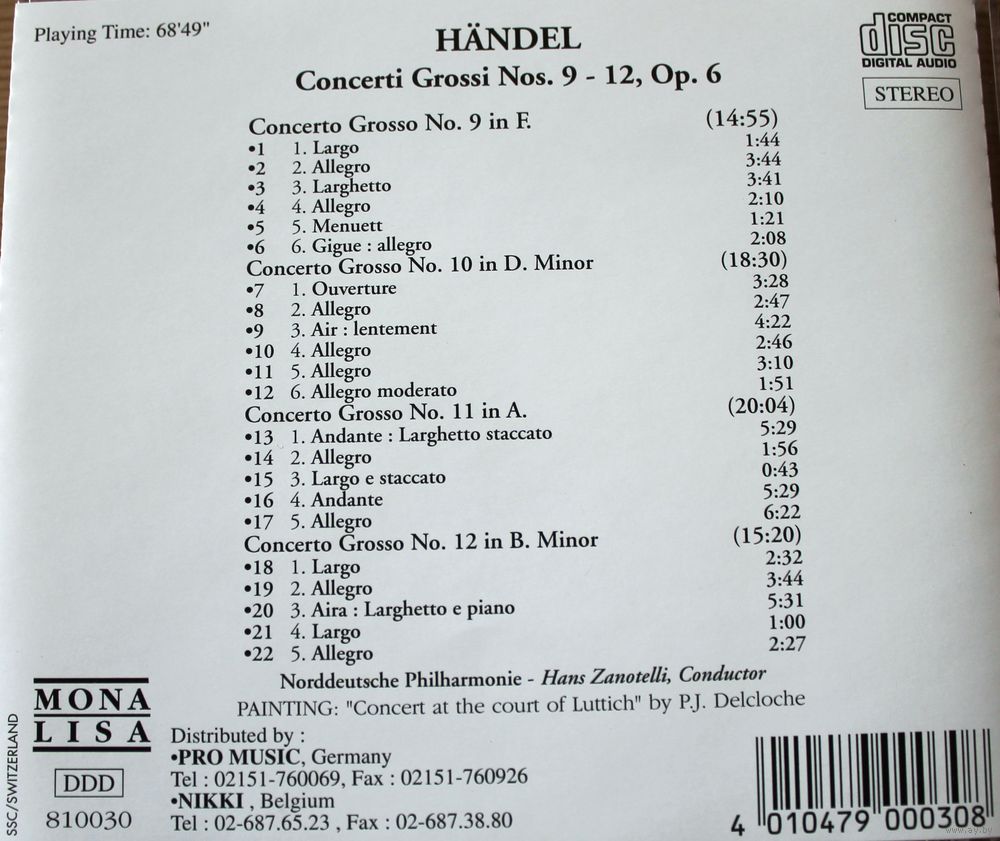 Playing Time: 68'49"
HÄNDEL
COMPACT
disc
DIGITAL AUDIO
STEREO
Concerti Grossi Nos. 9 - 12, Op. 6
Concerto Grosso No. 9 in F. (14:55)
•1 1. Largo 1:44
•2 2. Allegro 3:44
•3 3. Larghetto 3:41
•4 4. Allegro 2:10
•5 5. Menuett 1:21
•6 6. Gigue : allegro 2:08
Concerto Grosso No. 10 in D. Minor (18:30)
•7 1. Ouverture 3:28
•8 2. Allegro 2:47
•9 3. Air : lentement 4:22
•10 4. Allegro 2:46
•11 5. Allegro 3:10
•12 6. Allegro moderato 1:51
Concerto Grosso No. 11 in A. (20:04)
•13 1. Andante : Larghetto staccato 5:29
•14 2. Allegro 1:56
•15 3. Largo e staccato 0:43
•16 4. Andante 5:29
•17 5. Allegro 6:22
Concerto Grosso No. 12 in B. Minor (15:20)
•18 1. Largo 2:32
•19 2. Allegro 3:44
•20 3. Aira : Larghetto e piano 5:31
•21 4. Largo 1:00
•22 5. Allegro 2:27
Norddeutsche Philharmonie - Hans Zanotelli, Conductor
PAINTING: "Concert at the court of Luttich" by P.J. Delcloche
MONA
LISA
DDD
810030
SSC/SWITZERLAND
Distributed by :
•PRO MUSIC, Germany
Tel : 02151-760069, Fax : 02151-760926
•NIKKI , Belgium
Tel : 02-687.65.23 , Fax : 02-687.38.80
4 010479 000308
www.ay.by